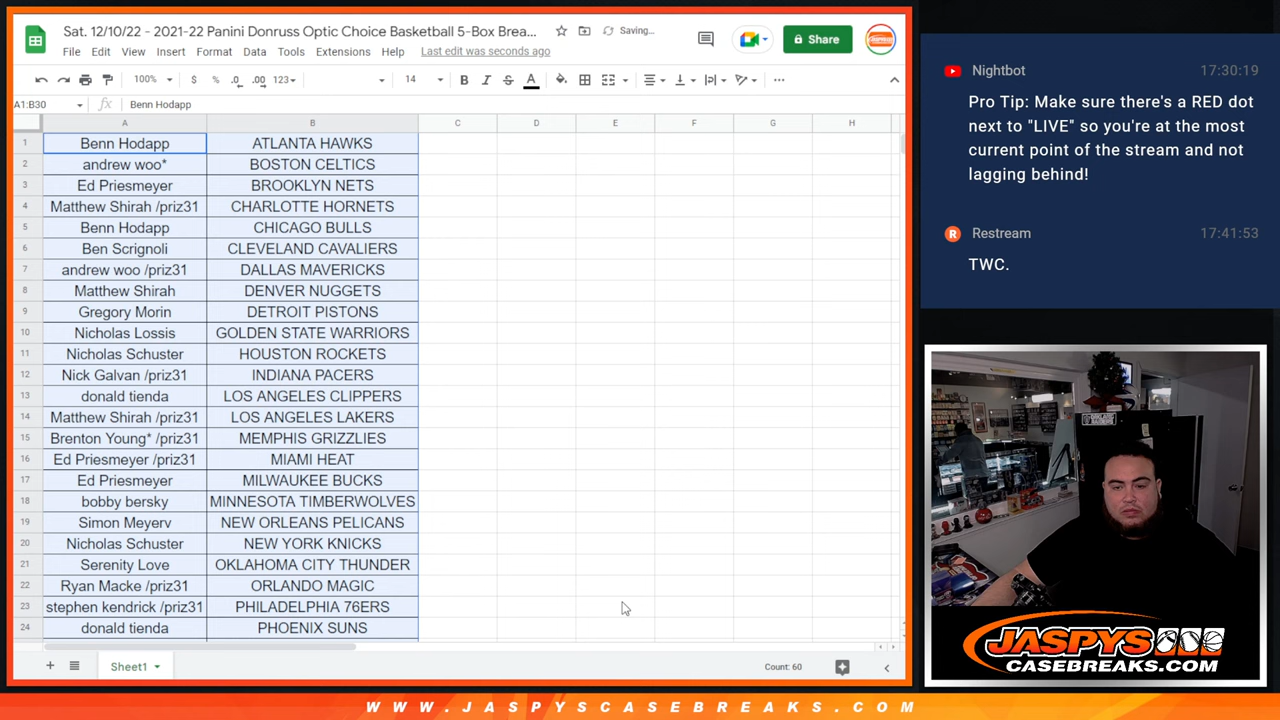 Sat. 12/10/22 - 2021-22 Panini Donruss Optic Choice Basketball 5-Box Brea...
Saving...
File Edit View Insert Format Data Tools Extensions Help Last edit was seconds ago
Share
100% $ % .0 .00 123 14 B I S A
A1:B30 fx Benn Hodapp
A B C D E F G H
1 Benn Hodapp ATLANTA HAWKS
2 andrew woo* BOSTON CELTICS
3 Ed Priesmeyer BROOKLYN NETS
4 Matthew Shirah /priz31 CHARLOTTE HORNETS
5 Benn Hodapp CHICAGO BULLS
6 Ben Scrignoli CLEVELAND CAVALIERS
7 andrew woo /priz31 DALLAS MAVERICKS
8 Matthew Shirah DENVER NUGGETS
9 Gregory Morin DETROIT PISTONS
10 Nicholas Lossis GOLDEN STATE WARRIORS
11 Nicholas Schuster HOUSTON ROCKETS
12 Nick Galvan /priz31 INDIANA PACERS
13 donald tienda LOS ANGELES CLIPPERS
14 Matthew Shirah /priz31 LOS ANGELES LAKERS
15 Brenton Young* /priz31 MEMPHIS GRIZZLIES
16 Ed Priesmeyer /priz31 MIAMI HEAT
17 Ed Priesmeyer MILWAUKEE BUCKS
18 bobby bersky MINNESOTA TIMBERWOLVES
19 Simon Meyerv NEW ORLEANS PELICANS
20 Nicholas Schuster NEW YORK KNICKS
21 Serenity Love OKLAHOMA CITY THUNDER
22 Ryan Macke /priz31 ORLANDO MAGIC
23 stephen kendrick /priz31 PHILADELPHIA 76ERS
24 donald tienda PHOENIX SUNS
Sheet1
Count: 60
Nightbot 17:30:19
Pro Tip: Make sure there's a RED dot
next to "LIVE" so you're at the most
current point of the stream and not
lagging behind!
Restream 17:41:53
TWC.
JASPYS
CASEBREAKS.COM
WWW.JASPYSCASEBREAKS.COM